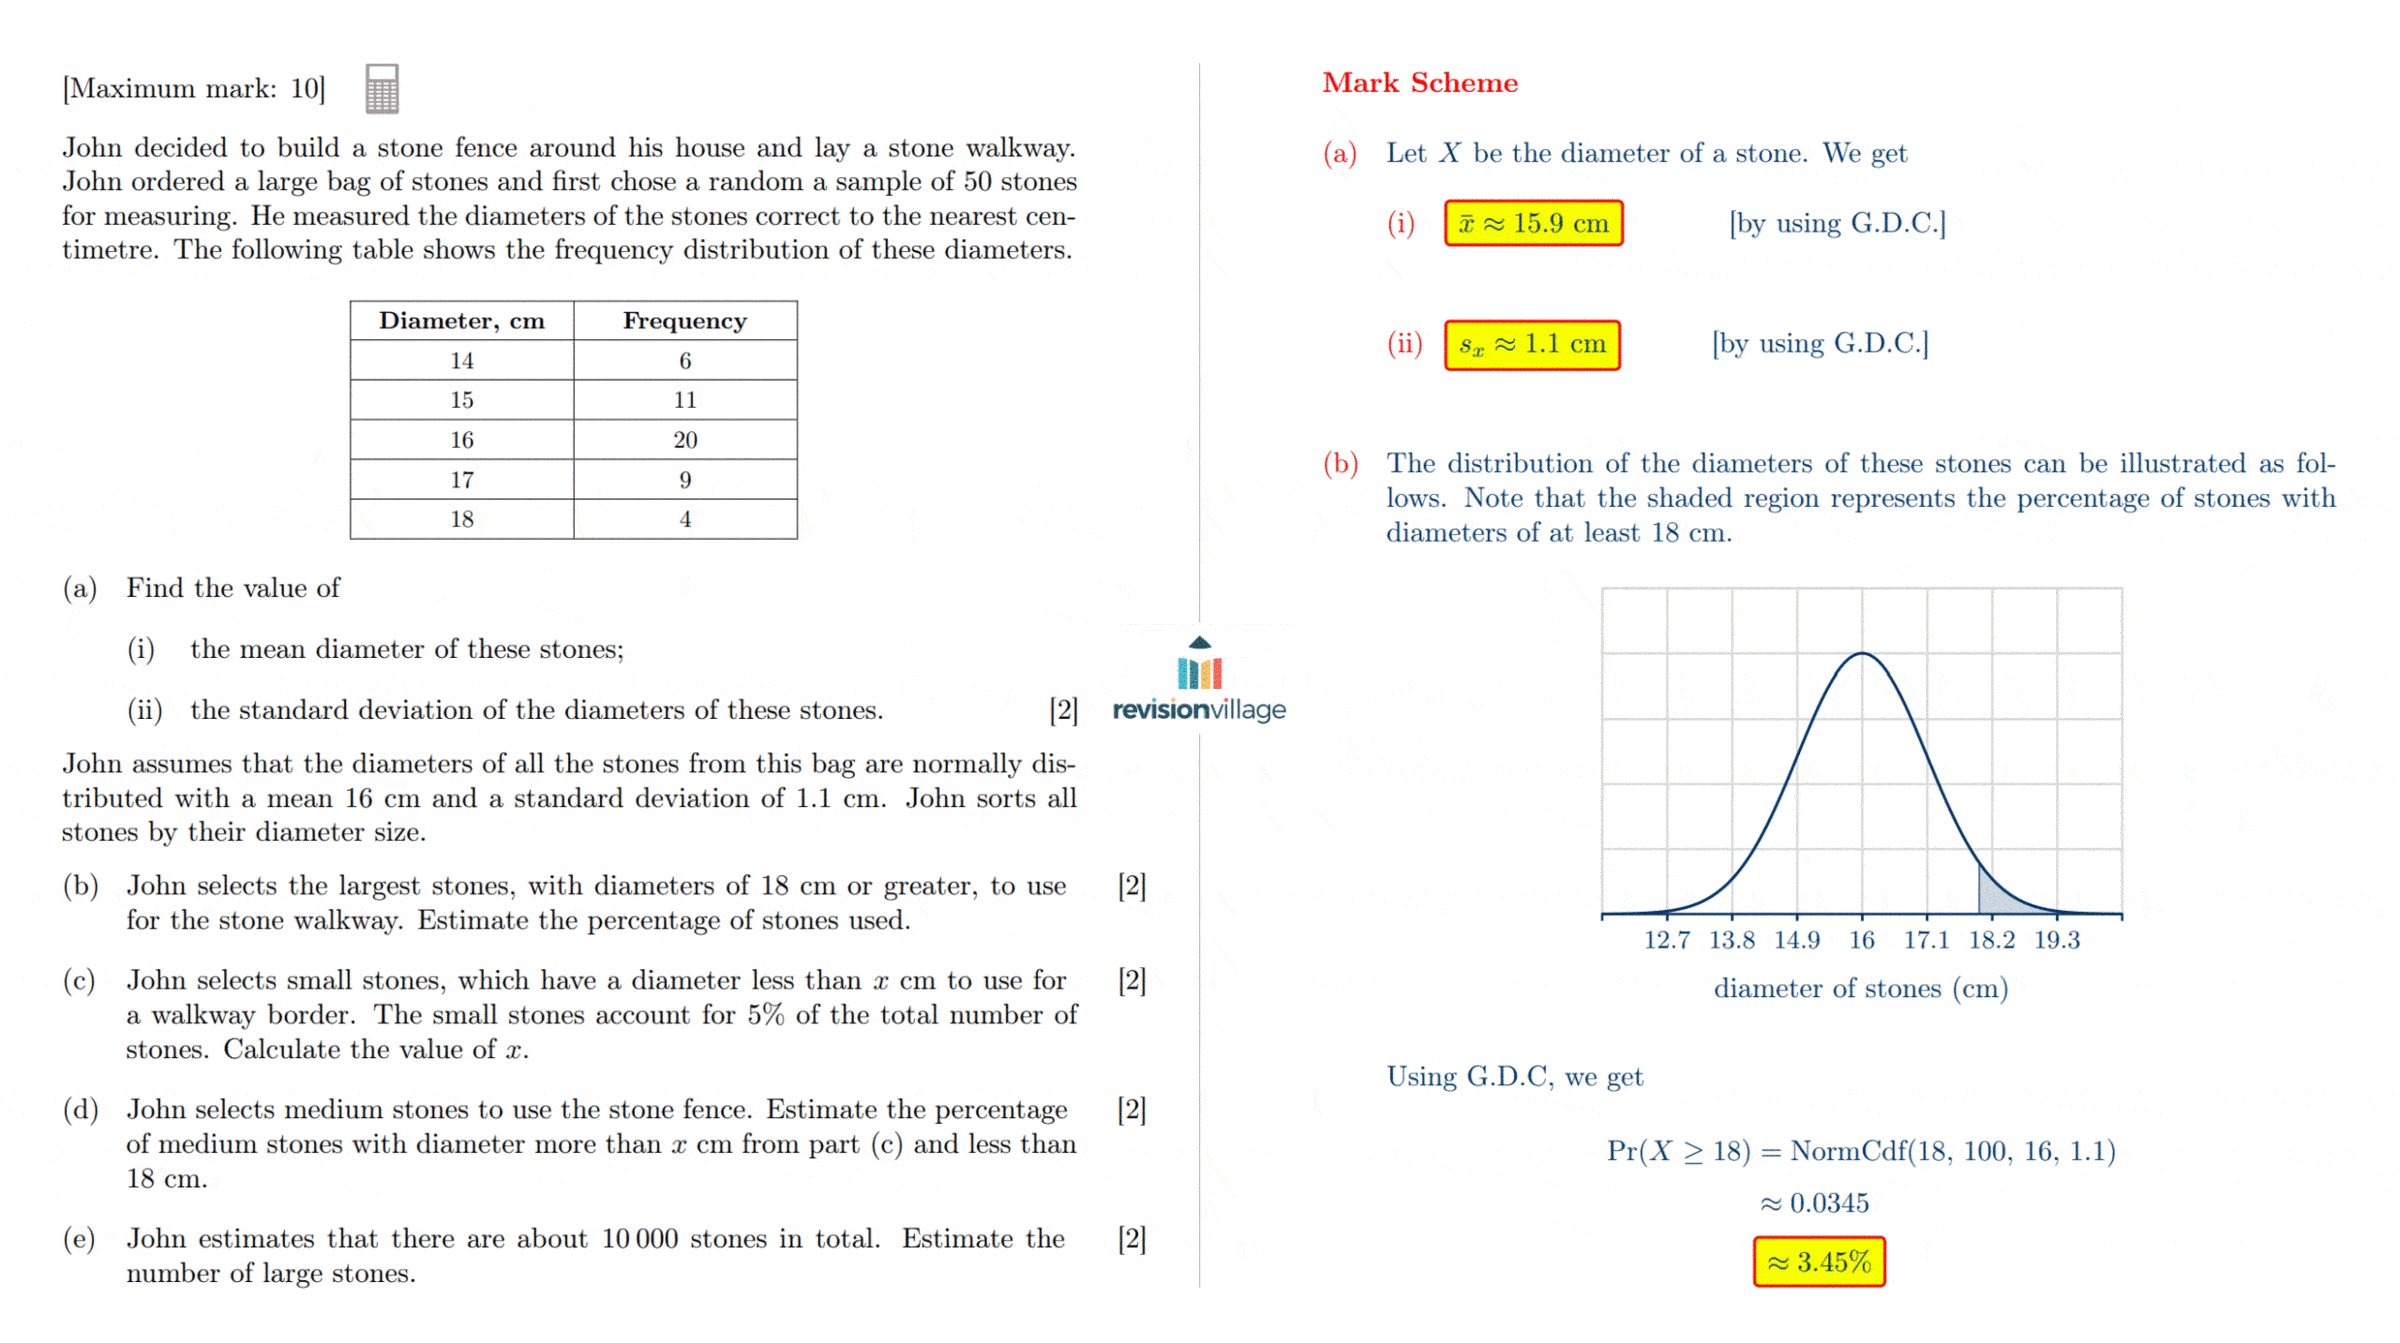 [Maximum mark: 10]
John decided to build a stone fence around his house and lay a stone walkway.
John ordered a large bag of stones and first chose a random a sample of 50 stones
for measuring. He measured the diameters of the stones correct to the nearest cen-
timetre. The following table shows the frequency distribution of these diameters.
Diameter, cm Frequency
14 6
15 11
16 20
17 9
18 4
(a) Find the value of
(i) the mean diameter of these stones;
(ii) the standard deviation of the diameters of these stones. [2]
John assumes that the diameters of all the stones from this bag are normally dis-
tributed with a mean 16 cm and a standard deviation of 1.1 cm. John sorts all
stones by their diameter size.
(b) John selects the largest stones, with diameters of 18 cm or greater, to use [2]
for the stone walkway. Estimate the percentage of stones used.
(c) John selects small stones, which have a diameter less than x cm to use for [2]
a walkway border. The small stones account for 5% of the total number of
stones. Calculate the value of x.
(d) John selects medium stones to use the stone fence. Estimate the percentage [2]
of medium stones with diameter more than x cm from part (c) and less than
18 cm.
(e) John estimates that there are about 10 000 stones in total. Estimate the [2]
number of large stones.
revisionvillage
Mark Scheme
(a) Let X be the diameter of a stone. We get
(i) x̄ ≈ 15.9 cm [by using G.D.C.]
(ii) sₓ ≈ 1.1 cm [by using G.D.C.]
(b) The distribution of the diameters of these stones can be illustrated as fol-
lows. Note that the shaded region represents the percentage of stones with
diameters of at least 18 cm.
12.7 13.8 14.9 16 17.1 18.2 19.3
diameter of stones (cm)
Using G.D.C, we get
Pr(X ≥ 18) = NormCdf(18, 100, 16, 1.1)
≈ 0.0345
≈ 3.45%